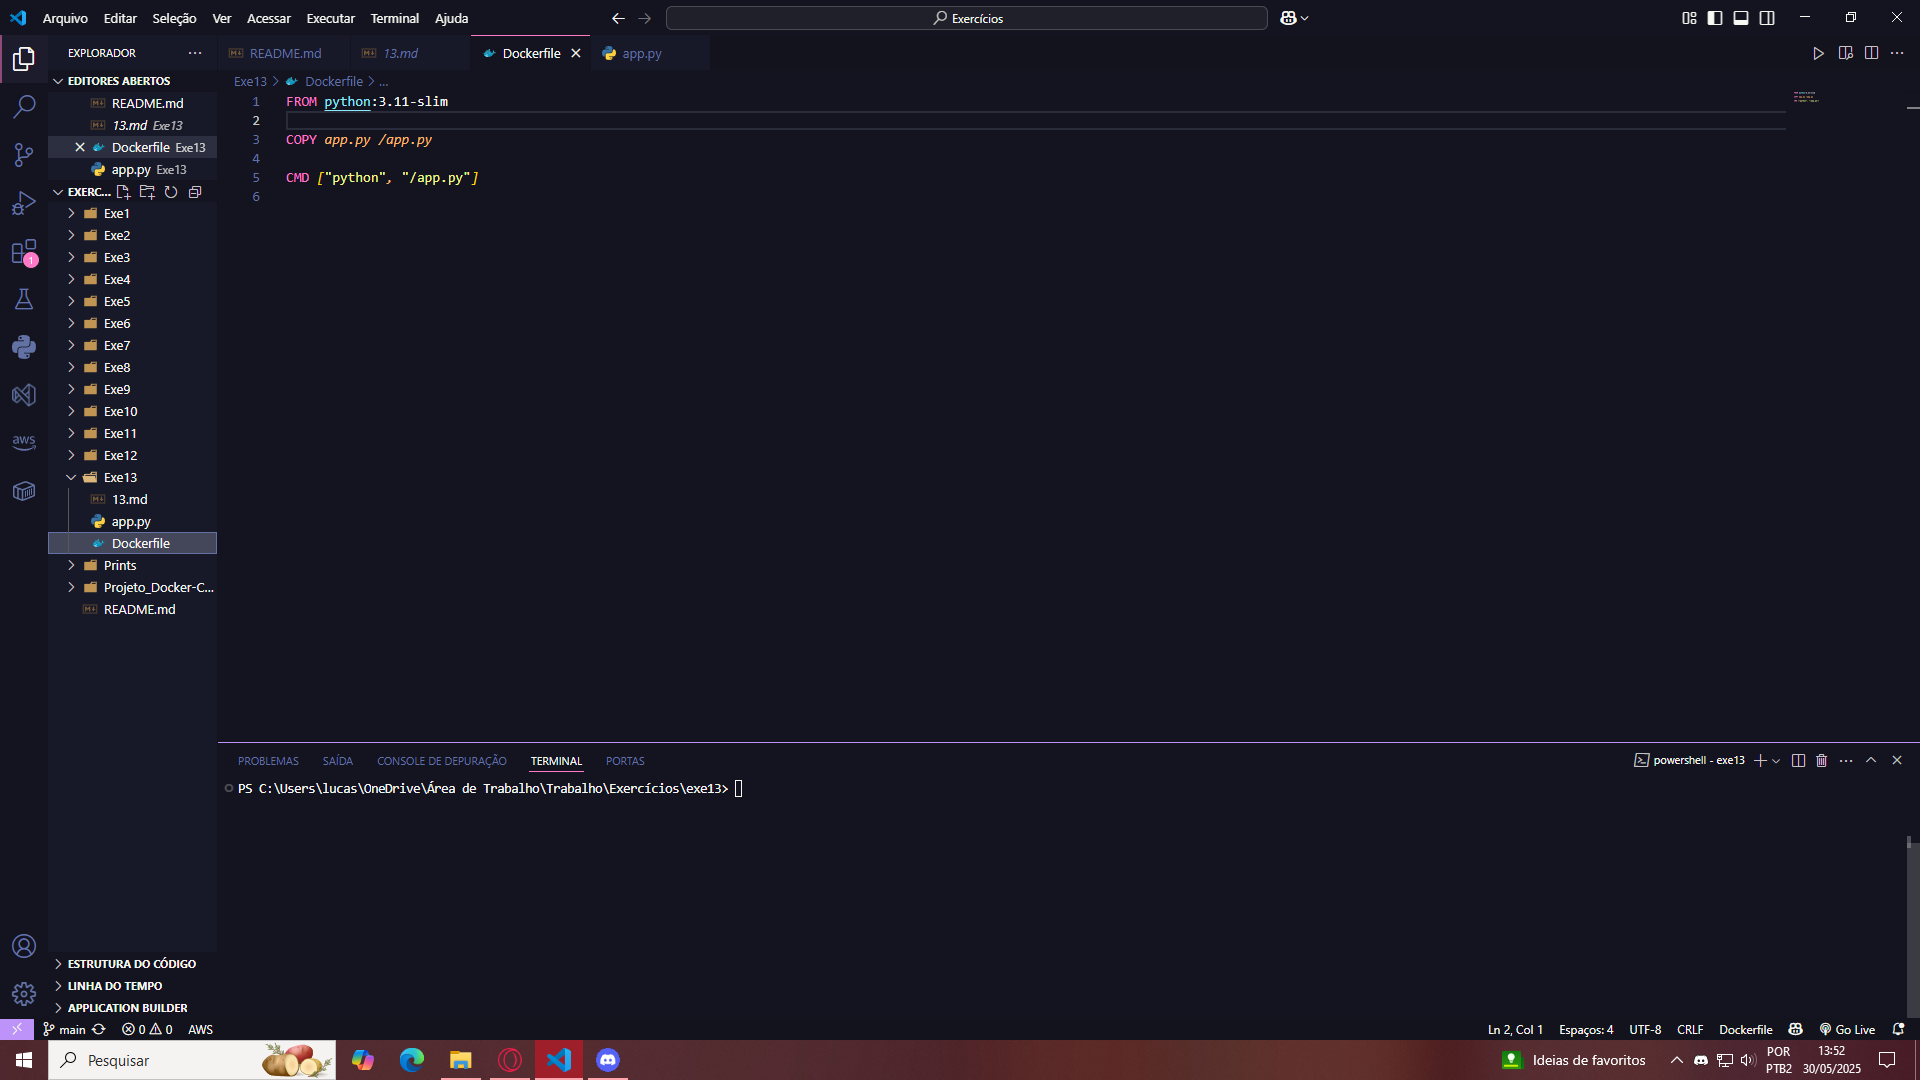 Arquivo Editar Seleção Ver Acessar Executar Terminal Ajuda
Exercícios
EXPLORADOR
README.md 13.md Dockerfile app.py
EDITORES ABERTOS
README.md
13.md Exe13
Dockerfile Exe13
app.py Exe13
EXERC...
Exe1
Exe2
Exe3
Exe4
Exe5
Exe6
Exe7
Exe8
Exe9
Exe10
Exe11
Exe12
Exe13
13.md
app.py
Dockerfile
Prints
Projeto_Docker-C...
README.md
ESTRUTURA DO CÓDIGO
LINHA DO TEMPO
APPLICATION BUILDER
1
aws
Exe13 > Dockerfile > ...
1 FROM python:3.11-slim
2
3 COPY app.py /app.py
4
5 CMD ["python", "/app.py"]
6
PROBLEMAS SAÍDA CONSOLE DE DEPURAÇÃO TERMINAL PORTAS
powershell - exe13
PS C:\Users\lucas\OneDrive\Área de Trabalho\Trabalho\Exercícios\exe13>
main 0 0 AWS
Ln 2, Col 1 Espaços: 4 UTF-8 CRLF Dockerfile Go Live
Pesquisar
Ideias de favoritos
POR
PTB2
13:52
30/05/2025